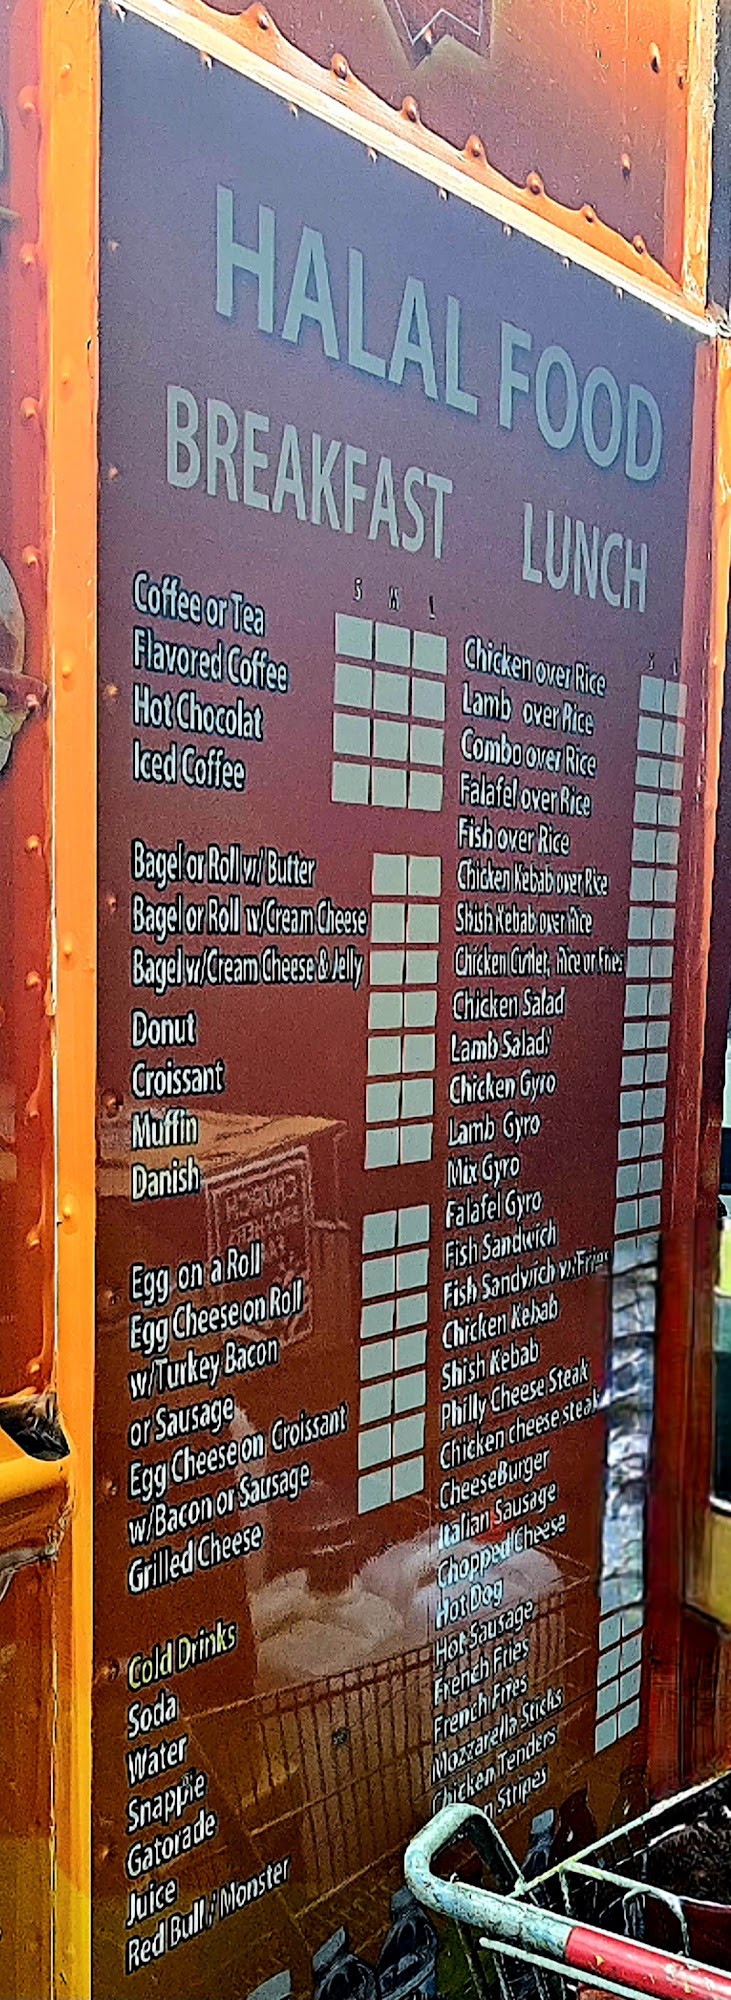 HALAL FOOD
BREAKFAST
S M L
Coffee or Tea
Flavored Coffee
Hot Chocolat
Iced Coffee
Bagel or Roll w/ Butter
Bagel or Roll w/Cream Cheese
Bagel w/Cream Cheese & Jelly
Donut
Croissant
Muffin
Danish
Egg on a Roll
Egg Cheese on Roll
w/Turkey Bacon
or Sausage
Egg Cheese on Croissant
w/Bacon or Sausage
Grilled Cheese
Cold Drinks
Soda
Water
Snapple
Gatorade
Juice
Red Bull / Monster
LUNCH
Chicken over Rice
Lamb over Rice
Combo over Rice
Falafel over Rice
Fish over Rice
Chicken Kebab over Rice
Shish Kebab over Rice
Chicken Cutlet, Rice or Fries
Chicken Salad
Lamb Salad
Chicken Gyro
Lamb Gyro
Mix Gyro
Falafel Gyro
Fish Sandwich
Fish Sandwich w/Fries
Chicken Kebab
Shish Kebab
Philly Cheese Steak
Chicken cheese steak
CheeseBurger
Italian Sausage
Chopped Cheese
Hot Dog
Hot Sausage
French Fries
French Fries
Mozzarella Sticks
Chicken Tenders
Stripes